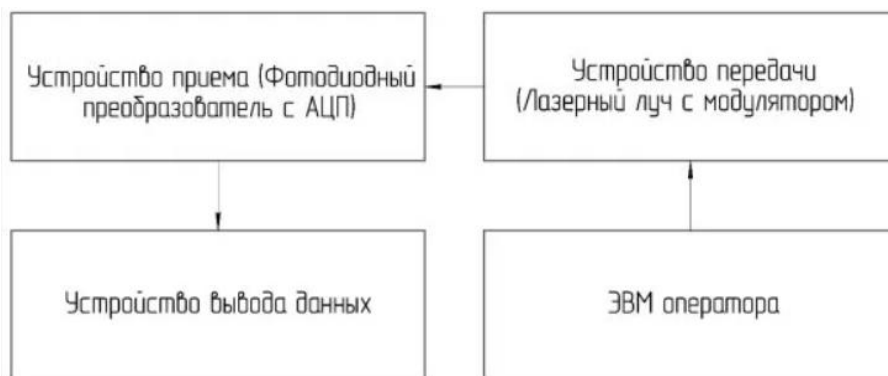 Устройство приема (Фотодиодный
преобразователь с АЦП)
Устройство передачи
(Лазерный луч с модулятором)
Устройство вывода данных
ЭВМ оператора